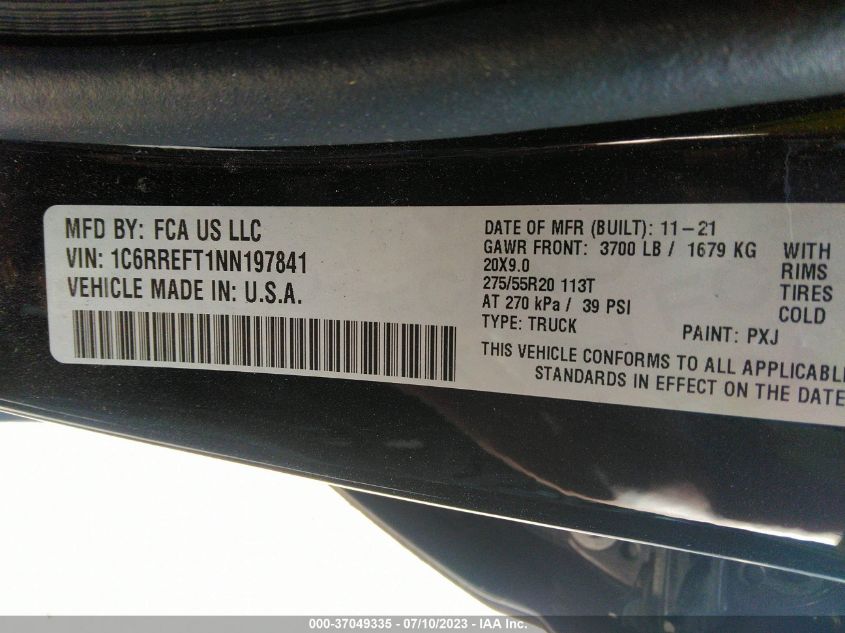 MFD BY: FCA US LLC
VIN: 1C6RREFT1NN197841
VEHICLE MADE IN: U.S.A.
DATE OF MFR (BUILT): 11-21
GAWR FRONT: 3700 LB / 1679 KG WITH
20X9.0 RIMS
275/55R20 113T TIRES
AT 270 kPa / 39 PSI COLD
TYPE: TRUCK PAINT: PXJ
THIS VEHICLE CONFORMS TO ALL APPLICABL
STANDARDS IN EFFECT ON THE DATE
000-37049335 - 07/10/2023 - © IAA Inc.